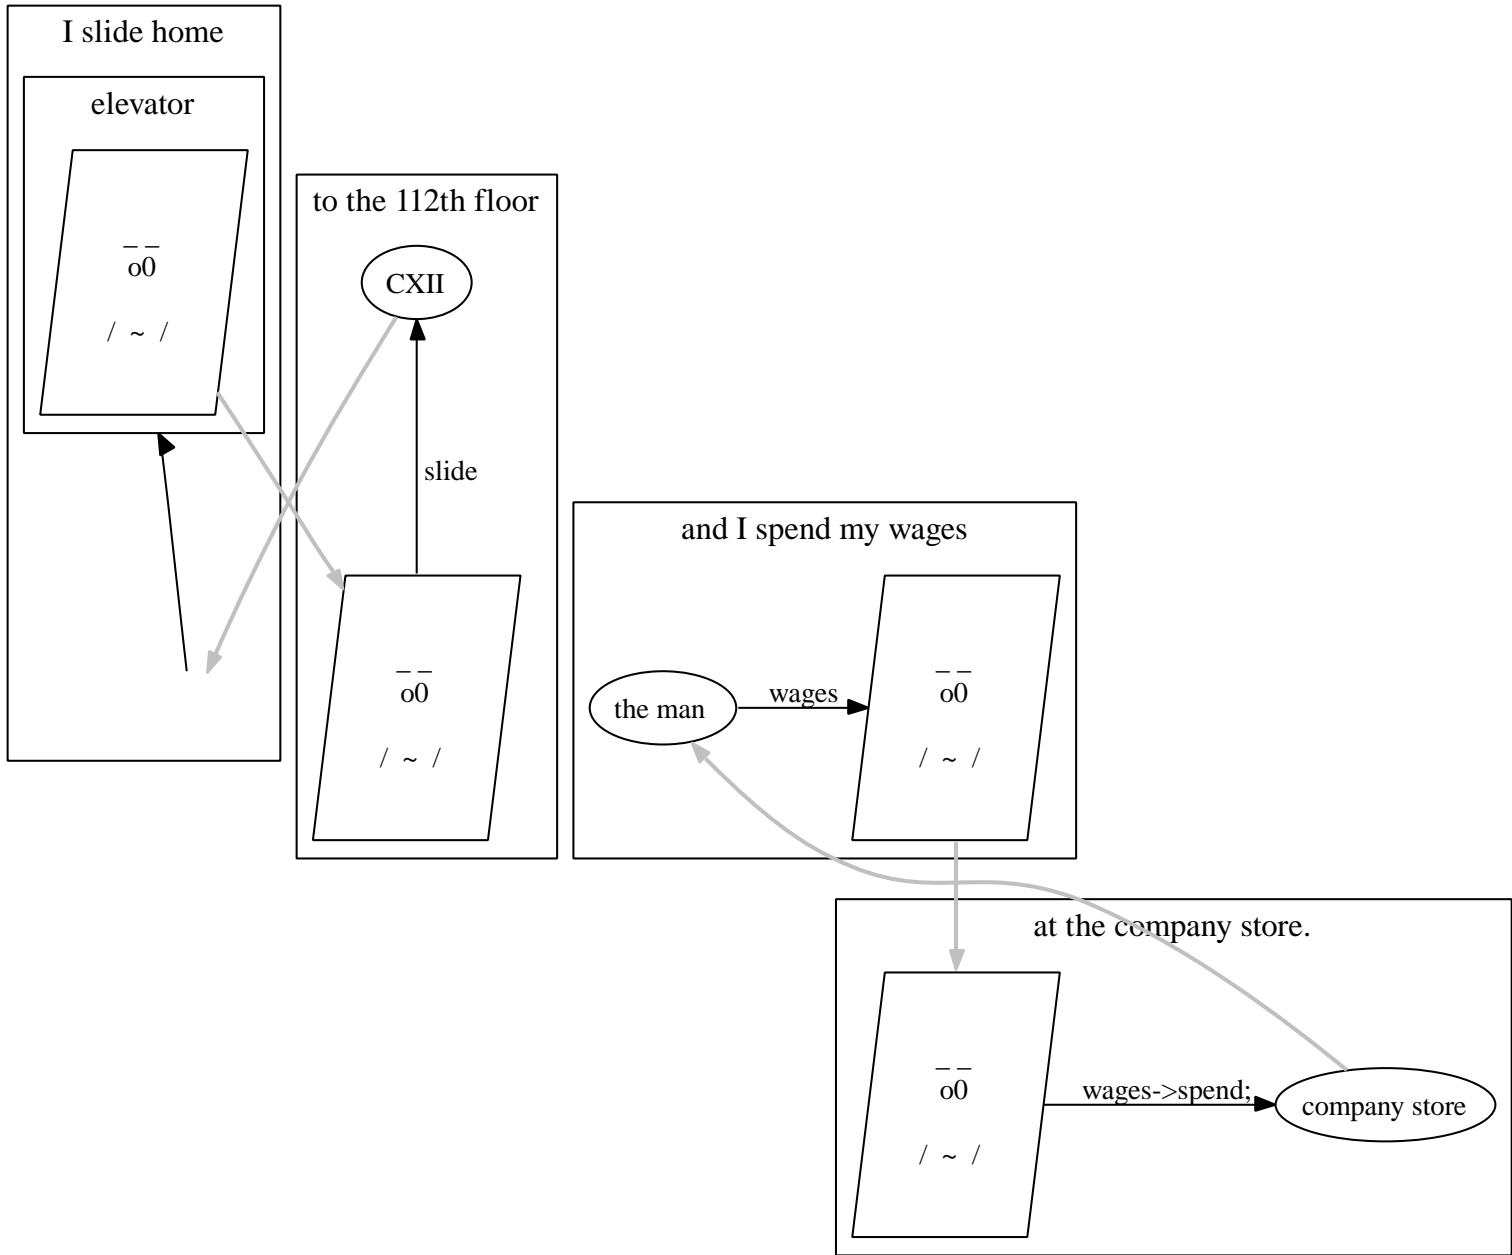 I slide home
elevator
_ _
o0
/ ~ /
to the 112th floor
CXII
slide
_ _
o0
/ ~ /
and I spend my wages
the man
wages
_ _
o0
/ ~ /
at the company store.
_ _
o0
/ ~ /
wages->spend;
company store